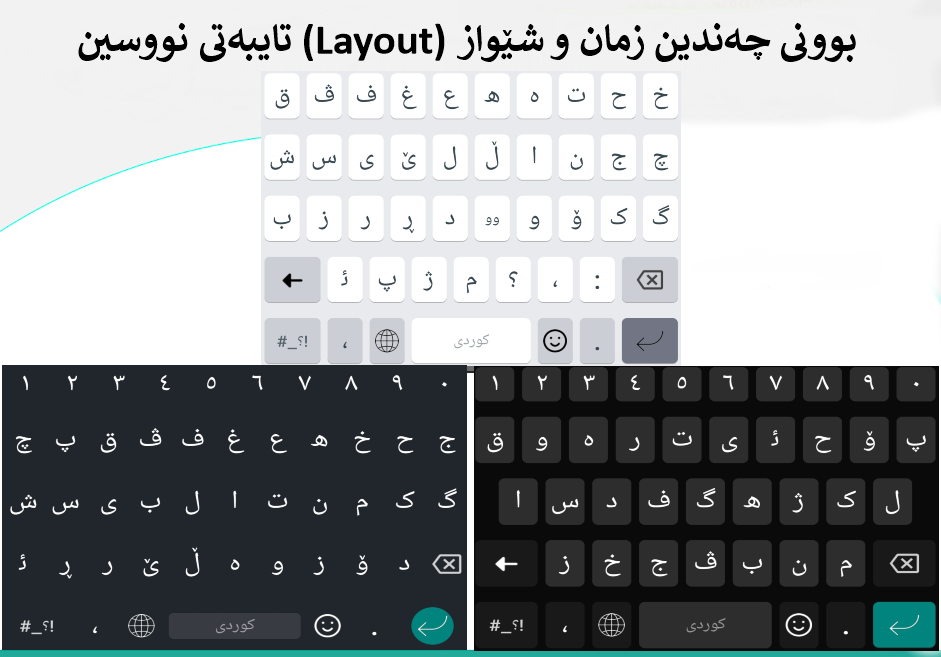 بوونی چەندین زمان و شێواز (Layout) تایبەتی نووسین
ق ڤ ف غ ع ھ ە ت ح خ
ش س ی ێ ل ڵ ا ن ج چ
ب ز ر ڕ د وو و ۆ ک گ
ئ پ ژ م ؟ ، :
#_؟! ، کوردی .
١ ٢ ٣ ٤ ٥ ٦ ٧ ٨ ٩ ٠
چ پ ق ڤ ف غ ع ھ خ ح ج
ش س ی ب ل ا ت ن م ک گ
ئ ڕ ر ێ ڵ ە و ز ۆ د
#_؟! ، کوردی .
١ ٢ ٣ ٤ ٥ ٦ ٧ ٨ ٩ ٠
ق و ە ر ت ی ئ ح ۆ پ
ا س د ف گ ھ ژ ک ل
ز خ ج ڤ ب ن م
#_؟! ، کوردی .